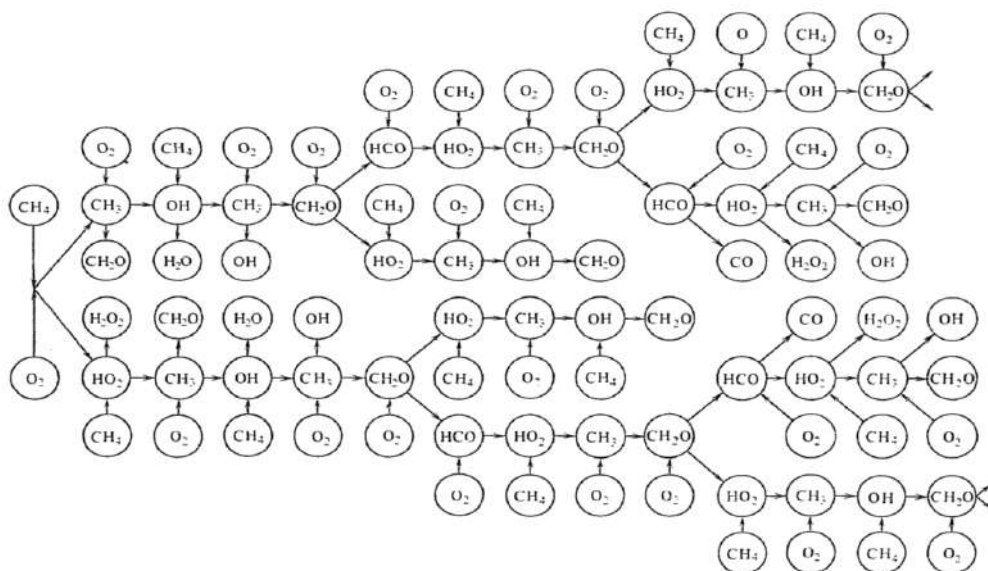 CH₄ O CH₄ O₂
HO₂ CH₃ OH CH₂O
O₂ CH₄ O₂ O₂
HCO HO₂ CH₃ CH₂O
O₂ CH₄ O₂
O₂ CH₄ O₂ O₂
CH₄ CH₃ OH CH₃ CH₂O
CH₄ O₂ CH₄
HCO HO₂ CH₃ CH₂O
CH₂O H₂O OH
HO₂ CH₃ OH CH₂O
CO H₂O₂ OH
H₂O₂ CH₂O H₂O OH
HO₂ CH₃ OH CH₂O
CO H₂O₂ OH
O₂ HO₂ CH₃ OH CH₃ CH₂O
CH₄ O₂ CH₄
HCO HO₂ CH₃ CH₂O
CH₄ O₂ CH₄ O₂ O₂
HCO HO₂ CH₃ CH₂O
O₂ CH₄ O₂
O₂ CH₄ O₂ O₂
HO₂ CH₃ OH CH₂O
CH₄ O₂ CH₄ O₂